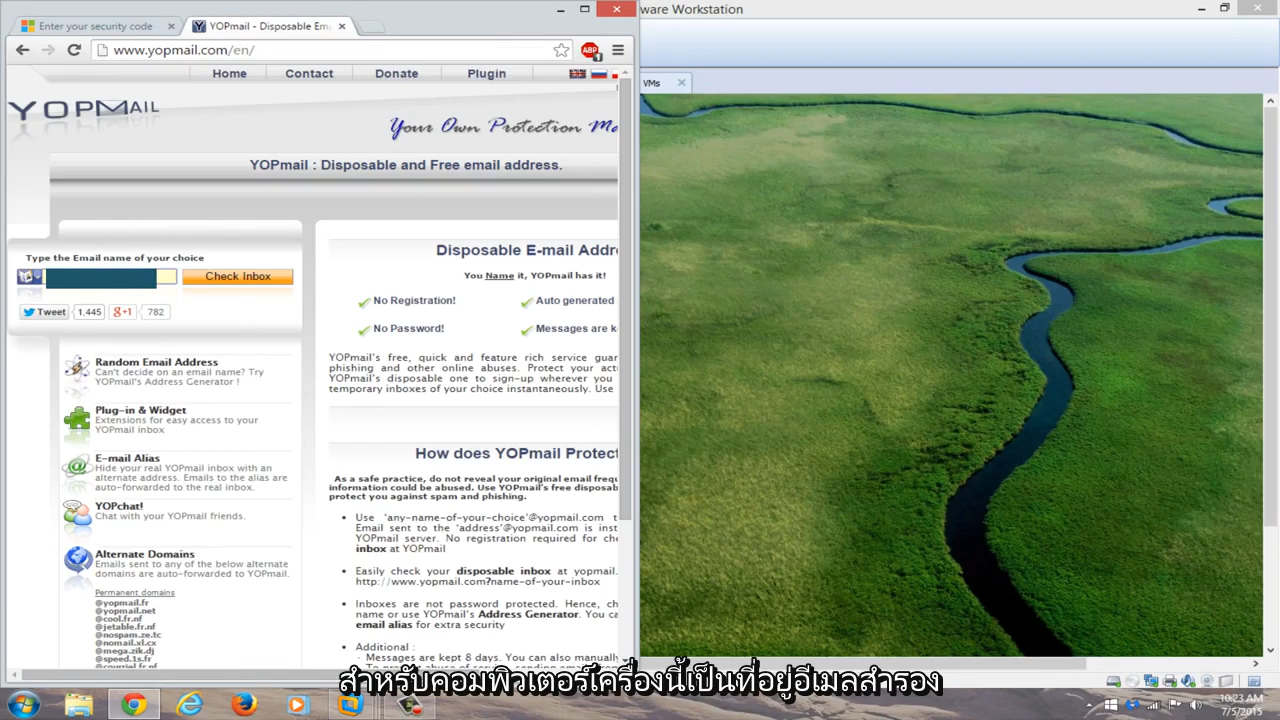 ware Workstation
Enter your security code
YOPmail - Disposable Ema
www.yopmail.com/en/
ABP
1
VMs
Home
Contact
Donate
Plugin
YOPMAIL
Your Own Protection Ma
YOPmail : Disposable and Free email address.
Type the Email name of your choice
Check Inbox
Tweet
1,445
g+1
782
Random Email Address
Can't decide on an email name? Try
YOPmail's Address Generator !
Plug-in & Widget
Extensions for easy access to your
YOPmail inbox
E-mail Alias
Hide your real YOPmail inbox with an
alternate address. Emails to the alias are
auto-forwarded to the real inbox.
YOPchat!
Chat with your YOPmail friends.
Alternate Domains
Emails sent to any of the below alternate
domains are auto-forwarded to YOPmail.
Permanent domains
@yopmail.fr
@yopmail.net
@cool.fr.nf
@jetable.fr.nf
@nospam.ze.tc
@nomail.xl.cx
@mega.zik.dj
@speed.1s.fr
@courriel.fr.nf
Disposable E-mail Addre
You Name it, YOPmail has it!
No Registration!
Auto generated
No Password!
Messages are ke
YOPmail's free, quick and feature rich service guar
phishing and other online abuses. Protect your act
YOPmail's disposable one to sign-up wherever you
temporary inboxes of your choice instantaneously. Use
How does YOPmail Protect
As a safe practice, do not reveal your original email freq
information could be abused. Use YOPmail's free disposab
protect you against spam and phishing.
Use 'any-name-of-your-choice'@yopmail.com t
Email sent to the 'address'@yopmail.com is inst
YOPmail server. No registration required for che
inbox at YOPmail
Easily check your disposable inbox at yopmail.
http://www.yopmail.com?name-of-your-inbox
Inboxes are not password protected. Hence, ch
name or use YOPmail's Address Generator. You ca
email alias for extra security
Additional :
- Messages are kept 8 days. You can also manually
สำหรับคอมพิวเตอร์เครื่องนี้เป็นที่อยู่อีเมลสำรอง
10:23 AM
7/5/2015